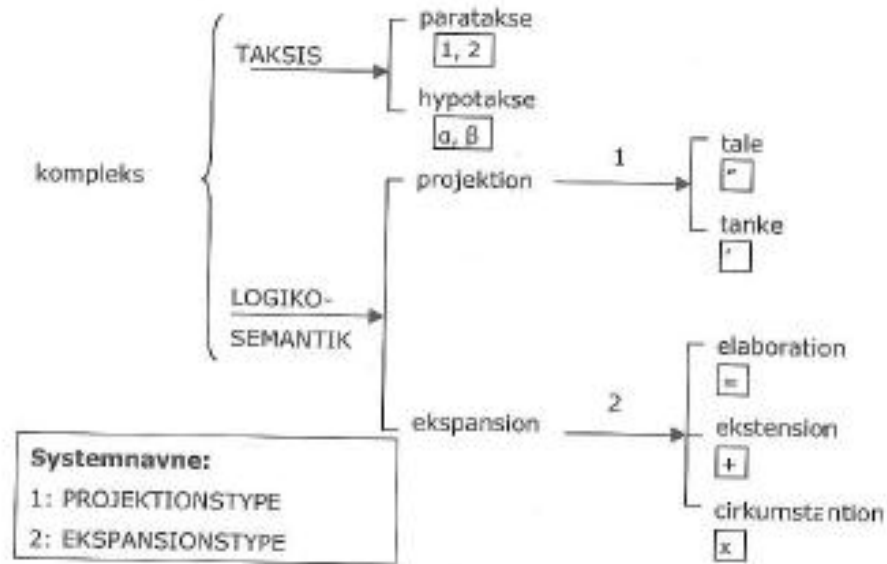 kompleks
TAKSIS
paratakse
1, 2
hypotakse
α, β
LOGIKO-
SEMANTIK
projektion
1
tale
"
tanke
'
ekspansion
2
elaboration
=
ekstension
+
cirkumstention
x
Systemnavne:
1: PROJEKTIONSTYPE
2: EKSPANSIONSTYPE